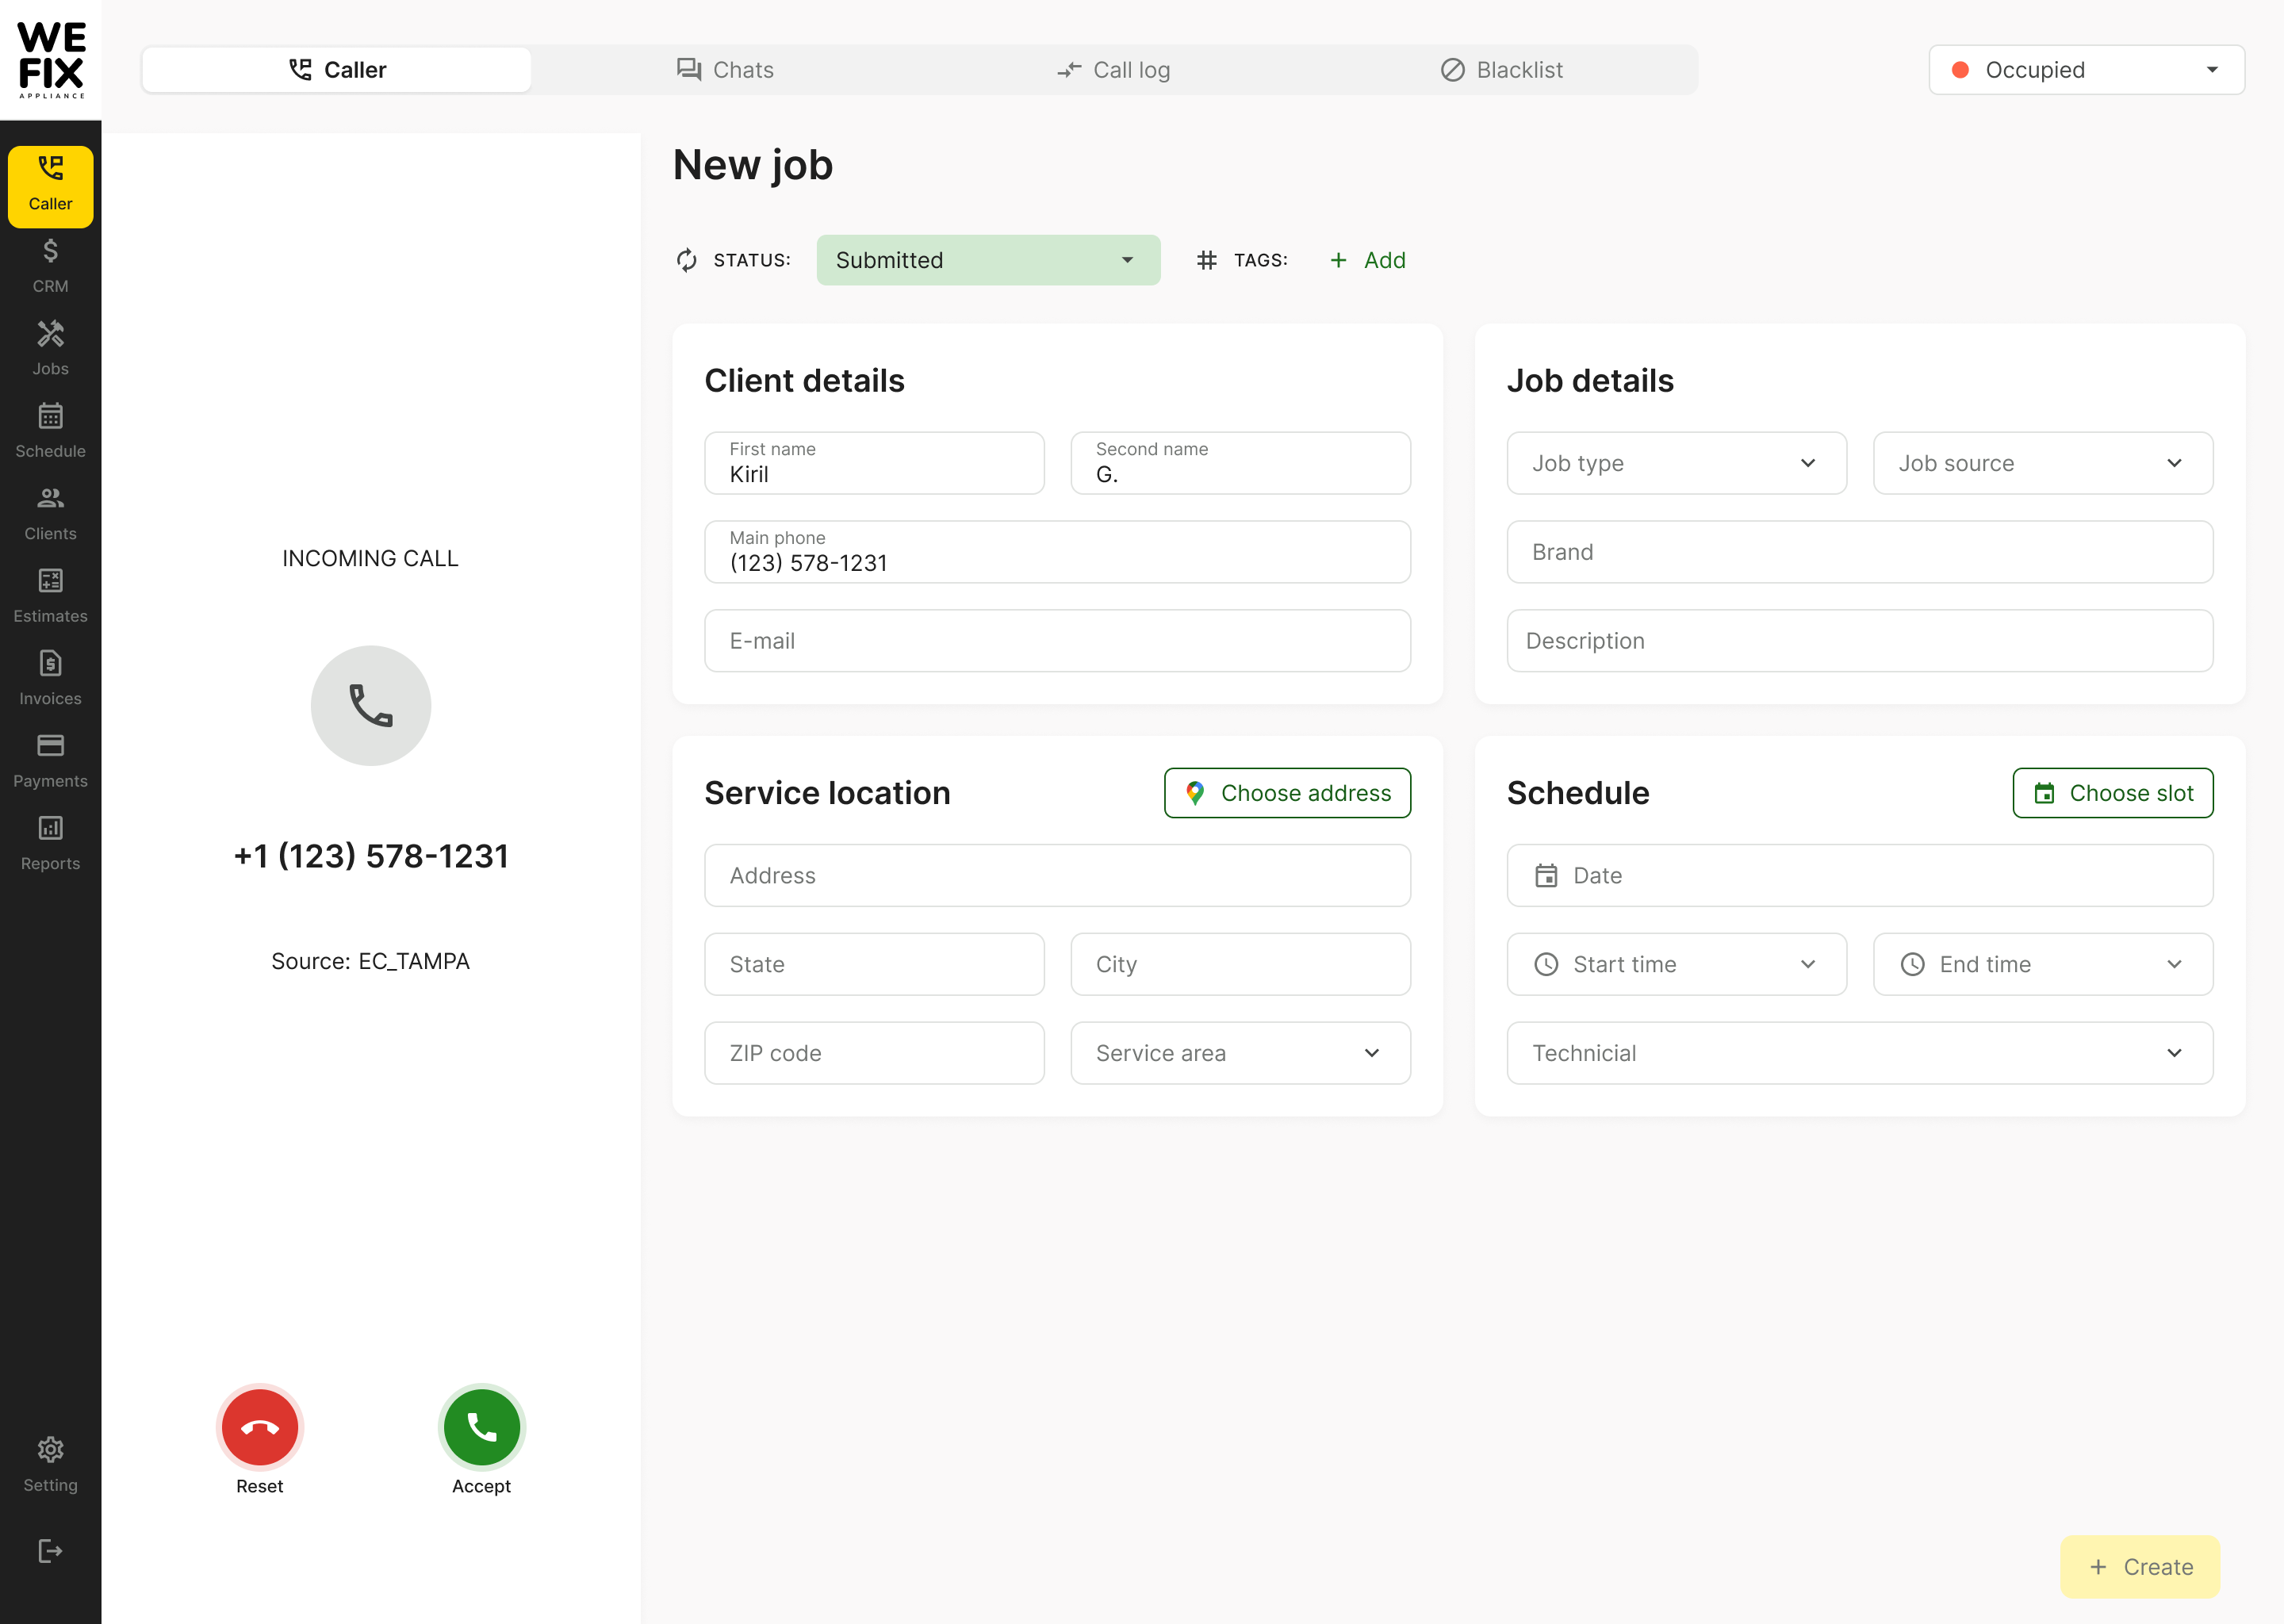 WE
FIX
APPLIANCE
Caller
Chats
Call log
Blacklist
Occupied
Caller
CRM
Jobs
Schedule
Clients
Estimates
Invoices
Payments
Reports
Setting
INCOMING CALL
+1 (123) 578-1231
Source: EC_TAMPA
Reset
Accept
New job
STATUS:
Submitted
TAGS:
+ Add
Client details
First name
Kiril
Second name
G.
Main phone
(123) 578-1231
E-mail
Job details
Job type
Job source
Brand
Description
Service location
Choose address
Address
State
City
ZIP code
Service area
Schedule
Choose slot
Date
Start time
End time
Technicial
+ Create